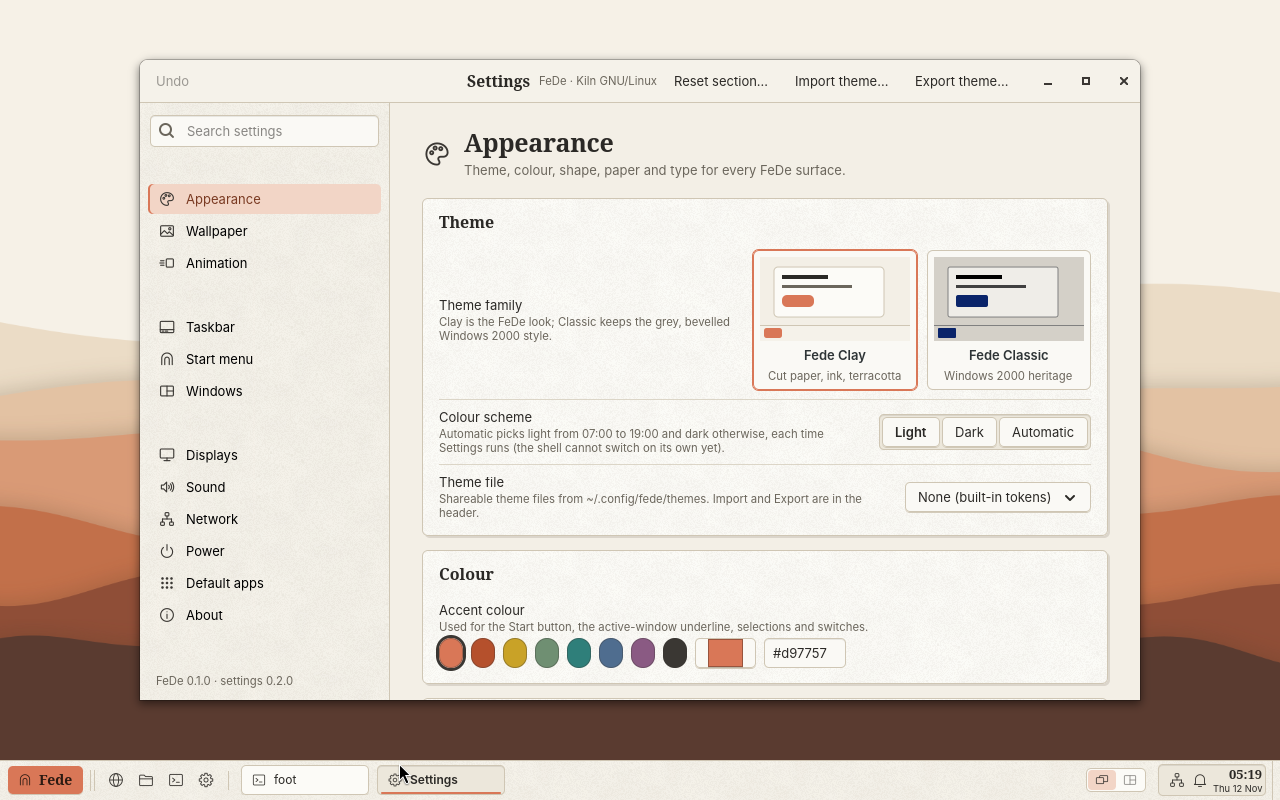 Undo
Settings FeDe · Kiln GNU/Linux
Reset section...
Import theme...
Export theme...
Search settings
Appearance
Wallpaper
Animation
Taskbar
Start menu
Windows
Displays
Sound
Network
Power
Default apps
About
FeDe 0.1.0 · settings 0.2.0
Appearance
Theme, colour, shape, paper and type for every FeDe surface.
Theme
Theme family
Clay is the FeDe look; Classic keeps the grey, bevelled
Windows 2000 style.
Fede Clay
Cut paper, ink, terracotta
Fede Classic
Windows 2000 heritage
Colour scheme
Automatic picks light from 07:00 to 19:00 and dark otherwise, each time
Settings runs (the shell cannot switch on its own yet).
Light
Dark
Automatic
Theme file
Shareable theme files from ~/.config/fede/themes. Import and Export are in the
header.
None (built-in tokens)
Colour
Accent colour
Used for the Start button, the active-window underline, selections and switches.
#d97757
Fede
foot
Settings
05:19
Thu 12 Nov